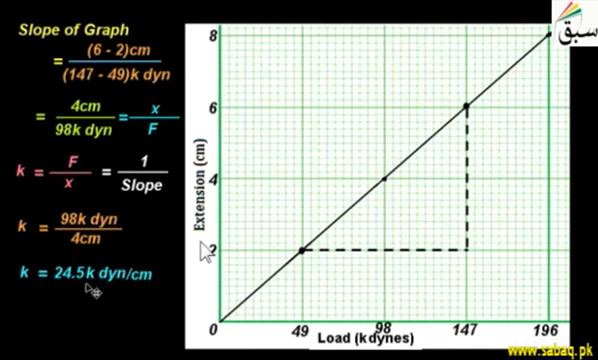 Slope of Graph
= (6 - 2)cm / (147 - 49)k dyn
= 4cm / 98k dyn = x / F
k = F / x = 1 / Slope
k = 98k dyn / 4cm
k = 24.5k dyn/cm
Extension (cm)
8
6
4
2
0 49 98 147 196
Load (kdynes)
سبق
www.sabaq.pk